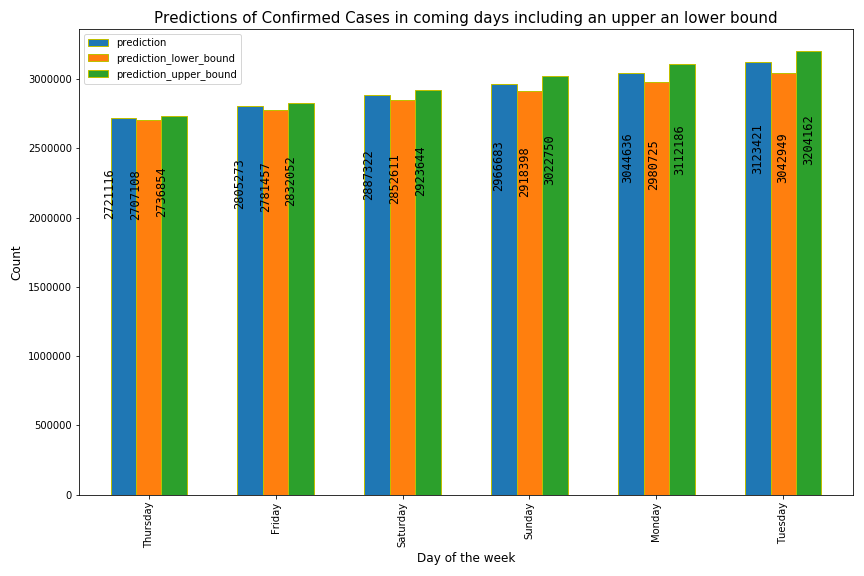 Predictions of Confirmed Cases in coming days including an upper an lower bound
prediction
prediction_lower_bound
prediction_upper_bound
3000000
2500000
2000000
1500000
1000000
500000
0
Count
2721116
2707108
2736854
2805273
2781457
2832052
2887322
2852611
2923644
2966683
2918398
3022750
3044636
2980725
3112186
3123421
3042949
3204162
Thursday
Friday
Saturday
Sunday
Monday
Tuesday
Day of the week